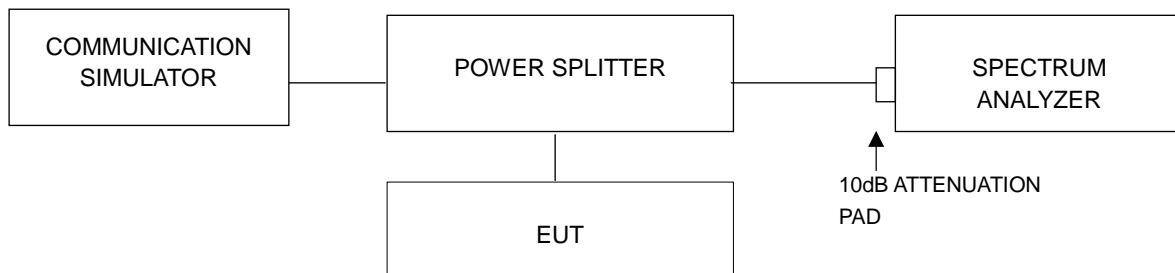 COMMUNICATION
SIMULATOR
POWER SPLITTER
SPECTRUM
ANALYZER
10dB ATTENUATION
PAD
EUT